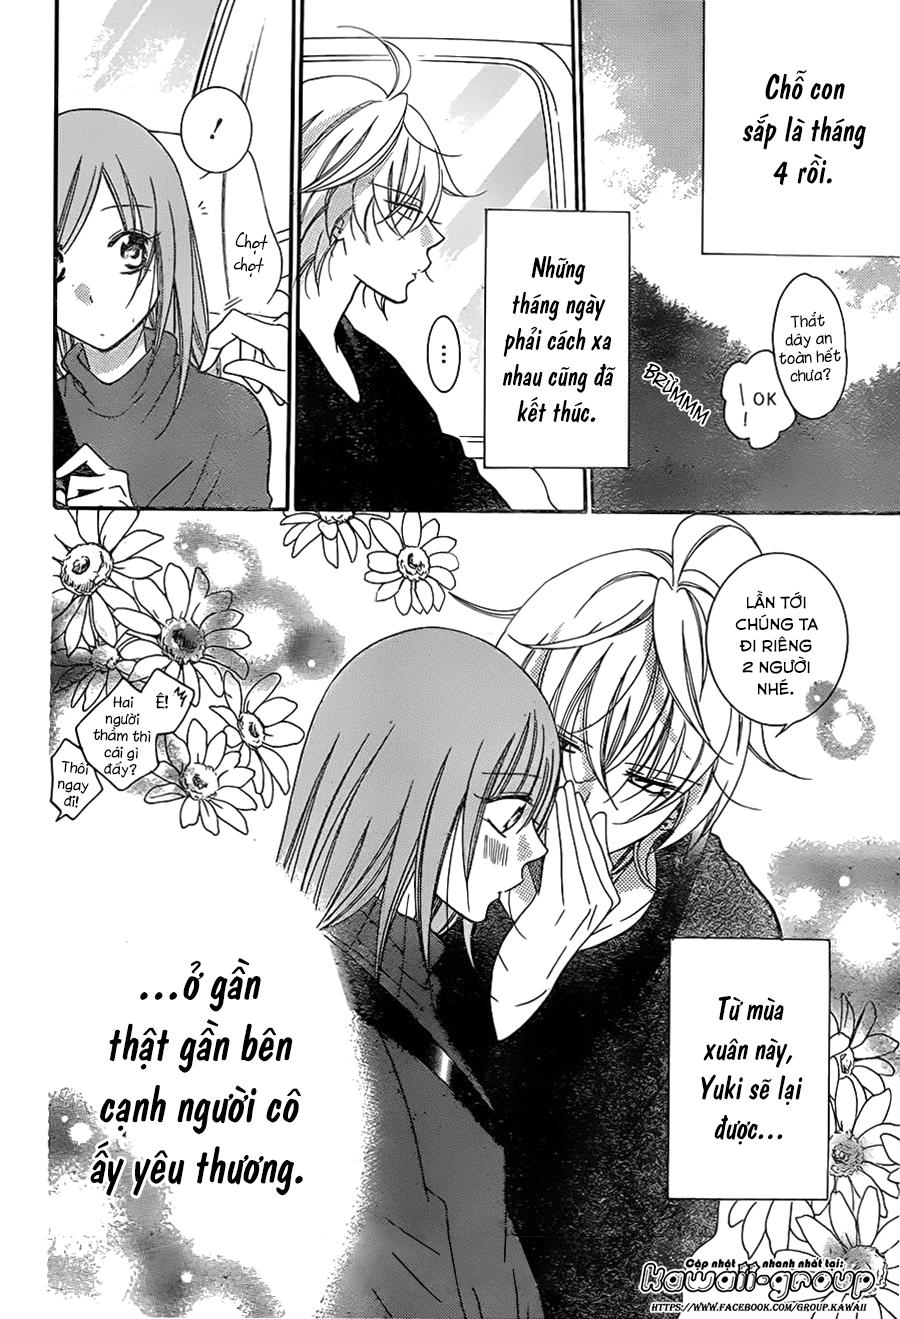 Chỗ con
sắp là tháng
4 rồi.
Thắt
dây an
toàn hết
chưa?
OK
!
BRÙMMM
Những
tháng ngày
phải cách xa
nhau cũng đã
kết thúc.
...
!
Chọt
chọt
LẦN TỚI
CHÚNG TA
ĐI RIÊNG
2 NGƯỜI
NHÉ.
Ê!
Hai
người
thầm thì
cái gì
đấy?
Thôi
ngay
đi!
Từ mùa
xuân này,
Yuki sẽ lại
được...
...ở gần
thật gần bên
cạnh người cô
ấy yêu thương.
Cập nhật nhanh nhất tại:
kawaii-group
HTTPS://WWW.FACEBOOK.COM/GROUP.KAWAII